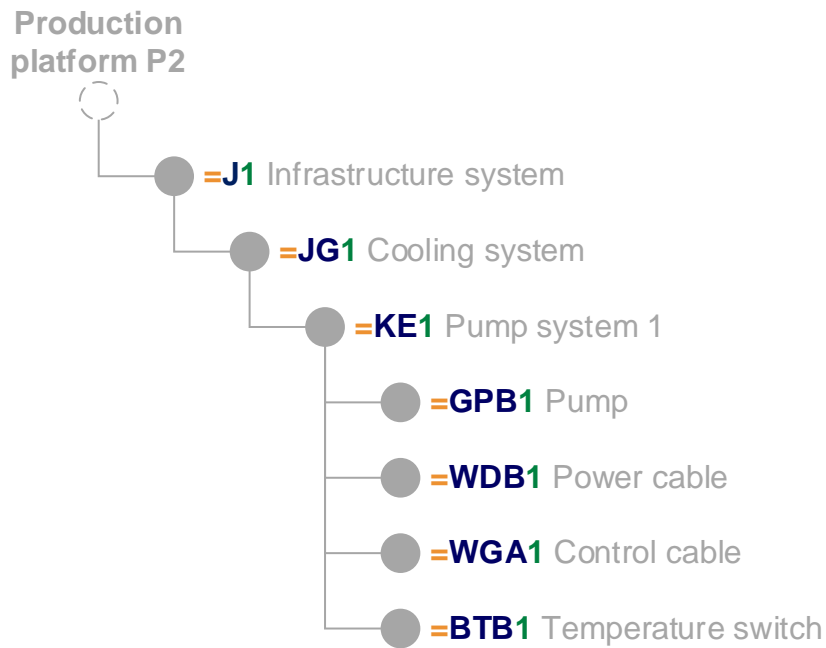 Production
platform P2
=J1 Infrastructure system
=JG1 Cooling system
=KE1 Pump system 1
=GPB1 Pump
=WDB1 Power cable
=WGA1 Control cable
=BTB1 Temperature switch